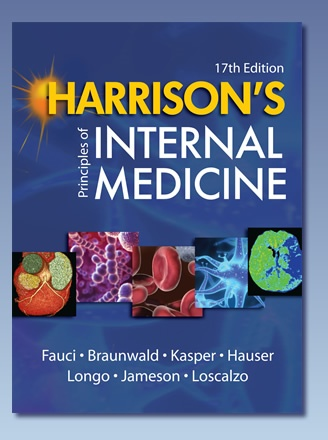 17th Edition
HARRISON'S
Principles of
INTERNAL
MEDICINE
Fauci • Braunwald • Kasper • Hauser
Longo • Jameson • Loscalzo